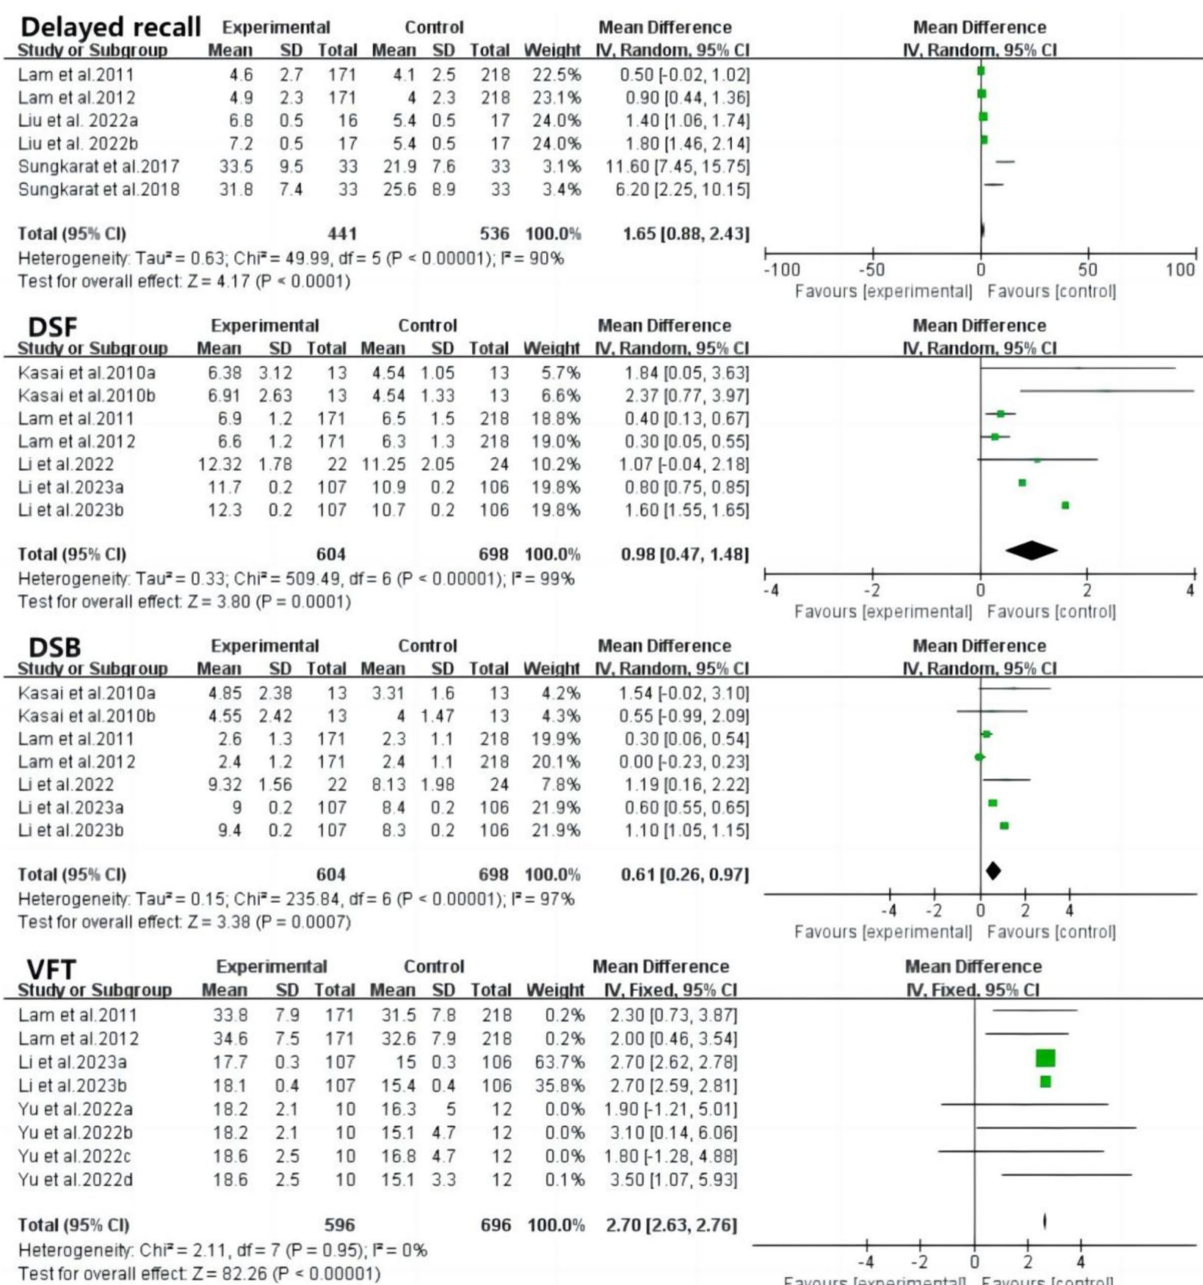 Delayed recall Experimental Control Mean Difference Mean Difference
Study or Subgroup Mean SD Total Mean SD Total Weight IV, Random, 95% CI IV, Random, 95% CI
Lam et al.2011 4.6 2.7 171 4.1 2.5 218 22.5% 0.50 [-0.02, 1.02]
Lam et al.2012 4.9 2.3 171 4 2.3 218 23.1% 0.90 [0.44, 1.36]
Liu et al. 2022a 6.8 0.5 16 5.4 0.5 17 24.0% 1.40 [1.06, 1.74]
Liu et al. 2022b 7.2 0.5 17 5.4 0.5 17 24.0% 1.80 [1.46, 2.14]
Sungkarat et al.2017 33.5 9.5 33 21.9 7.6 33 3.1% 11.60 [7.45, 15.75]
Sungkarat et al.2018 31.8 7.4 33 25.6 8.9 33 3.4% 6.20 [2.25, 10.15]
Total (95% CI) 441 536 100.0% 1.65 [0.88, 2.43]
Heterogeneity: Tau² = 0.63; Chi² = 49.99, df = 5 (P < 0.00001); I² = 90%
Test for overall effect: Z = 4.17 (P < 0.0001)
-100 -50 0 50 100
Favours [experimental] Favours [control]
DSF Experimental Control Mean Difference Mean Difference
Study or Subgroup Mean SD Total Mean SD Total Weight IV, Random, 95% CI IV, Random, 95% CI
Kasai et al.2010a 6.38 3.12 13 4.54 1.05 13 5.7% 1.84 [0.05, 3.63]
Kasai et al.2010b 6.91 2.63 13 4.54 1.33 13 6.6% 2.37 [0.77, 3.97]
Lam et al.2011 6.9 1.2 171 6.5 1.5 218 18.8% 0.40 [0.13, 0.67]
Lam et al.2012 6.6 1.2 171 6.3 1.3 218 19.0% 0.30 [0.05, 0.55]
Li et al.2022 12.32 1.78 22 11.25 2.05 24 10.2% 1.07 [-0.04, 2.18]
Li et al.2023a 11.7 0.2 107 10.9 0.2 106 19.8% 0.80 [0.75, 0.85]
Li et al.2023b 12.3 0.2 107 10.7 0.2 106 19.8% 1.60 [1.55, 1.65]
Total (95% CI) 604 698 100.0% 0.98 [0.47, 1.48]
Heterogeneity: Tau² = 0.33; Chi² = 509.49, df = 6 (P < 0.00001); I² = 99%
Test for overall effect: Z = 3.80 (P = 0.0001)
-4 -2 0 2 4
Favours [experimental] Favours [control]
DSB Experimental Control Mean Difference Mean Difference
Study or Subgroup Mean SD Total Mean SD Total Weight IV, Random, 95% CI IV, Random, 95% CI
Kasai et al.2010a 4.85 2.38 13 3.31 1.6 13 4.2% 1.54 [-0.02, 3.10]
Kasai et al.2010b 4.55 2.42 13 4 1.47 13 4.3% 0.55 [-0.99, 2.09]
Lam et al.2011 2.6 1.3 171 2.3 1.1 218 19.9% 0.30 [0.06, 0.54]
Lam et al.2012 2.4 1.2 171 2.4 1.1 218 20.1% 0.00 [-0.23, 0.23]
Li et al.2022 9.32 1.56 22 8.13 1.98 24 7.8% 1.19 [0.16, 2.22]
Li et al.2023a 9 0.2 107 8.4 0.2 106 21.9% 0.60 [0.55, 0.65]
Li et al.2023b 9.4 0.2 107 8.3 0.2 106 21.9% 1.10 [1.05, 1.15]
Total (95% CI) 604 698 100.0% 0.61 [0.26, 0.97]
Heterogeneity: Tau² = 0.15; Chi² = 235.84, df = 6 (P < 0.00001); I² = 97%
Test for overall effect: Z = 3.38 (P = 0.0007)
-4 -2 0 2 4
Favours [experimental] Favours [control]
VFT Experimental Control Mean Difference Mean Difference
Study or Subgroup Mean SD Total Mean SD Total Weight IV, Fixed, 95% CI IV, Fixed, 95% CI
Lam et al.2011 33.8 7.9 171 31.5 7.8 218 0.2% 2.30 [0.73, 3.87]
Lam et al.2012 34.6 7.5 171 32.6 7.9 218 0.2% 2.00 [0.46, 3.54]
Li et al.2023a 17.7 0.3 107 15 0.3 106 63.7% 2.70 [2.62, 2.78]
Li et al.2023b 18.1 0.4 107 15.4 0.4 106 35.8% 2.70 [2.59, 2.81]
Yu et al.2022a 18.2 2.1 10 16.3 5 12 0.0% 1.90 [-1.21, 5.01]
Yu et al.2022b 18.2 2.1 10 15.1 4.7 12 0.0% 3.10 [0.14, 6.06]
Yu et al.2022c 18.6 2.5 10 16.8 4.7 12 0.0% 1.80 [-1.28, 4.88]
Yu et al.2022d 18.6 2.5 10 15.1 3.3 12 0.1% 3.50 [1.07, 5.93]
Total (95% CI) 596 696 100.0% 2.70 [2.63, 2.76]
Heterogeneity: Chi² = 2.11, df = 7 (P = 0.95); I² = 0%
Test for overall effect: Z = 82.26 (P < 0.00001)
-4 -2 0 2 4
Favours [experimental] Favours [control]